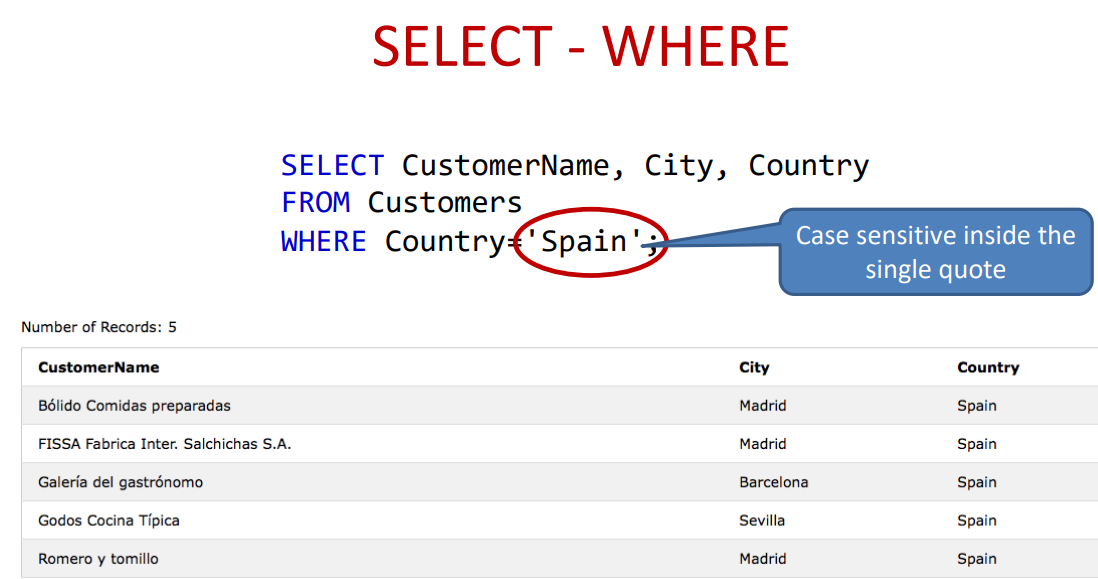 SELECT - WHERE
SELECT CustomerName, City, Country
FROM Customers
WHERE Country='Spain';
Case sensitive inside the
single quote
Number of Records: 5
CustomerName City Country
Bólido Comidas preparadas Madrid Spain
FISSA Fabrica Inter. Salchichas S.A. Madrid Spain
Galería del gastrónomo Barcelona Spain
Godos Cocina Típica Sevilla Spain
Romero y tomillo Madrid Spain